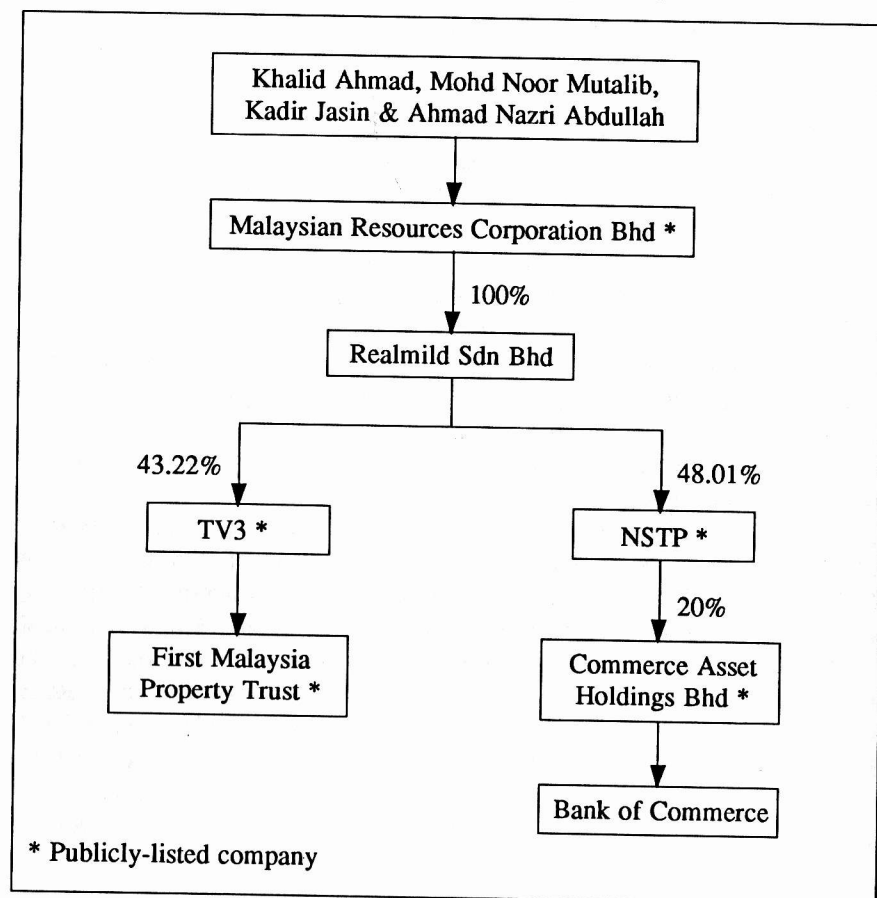 Khalid Ahmad, Mohd Noor Mutalib,
Kadir Jasin & Ahmad Nazri Abdullah
Malaysian Resources Corporation Bhd *
100%
Realmild Sdn Bhd
43.22%
48.01%
TV3 *
NSTP *
20%
First Malaysia
Property Trust *
Commerce Asset
Holdings Bhd *
Bank of Commerce
* Publicly-listed company